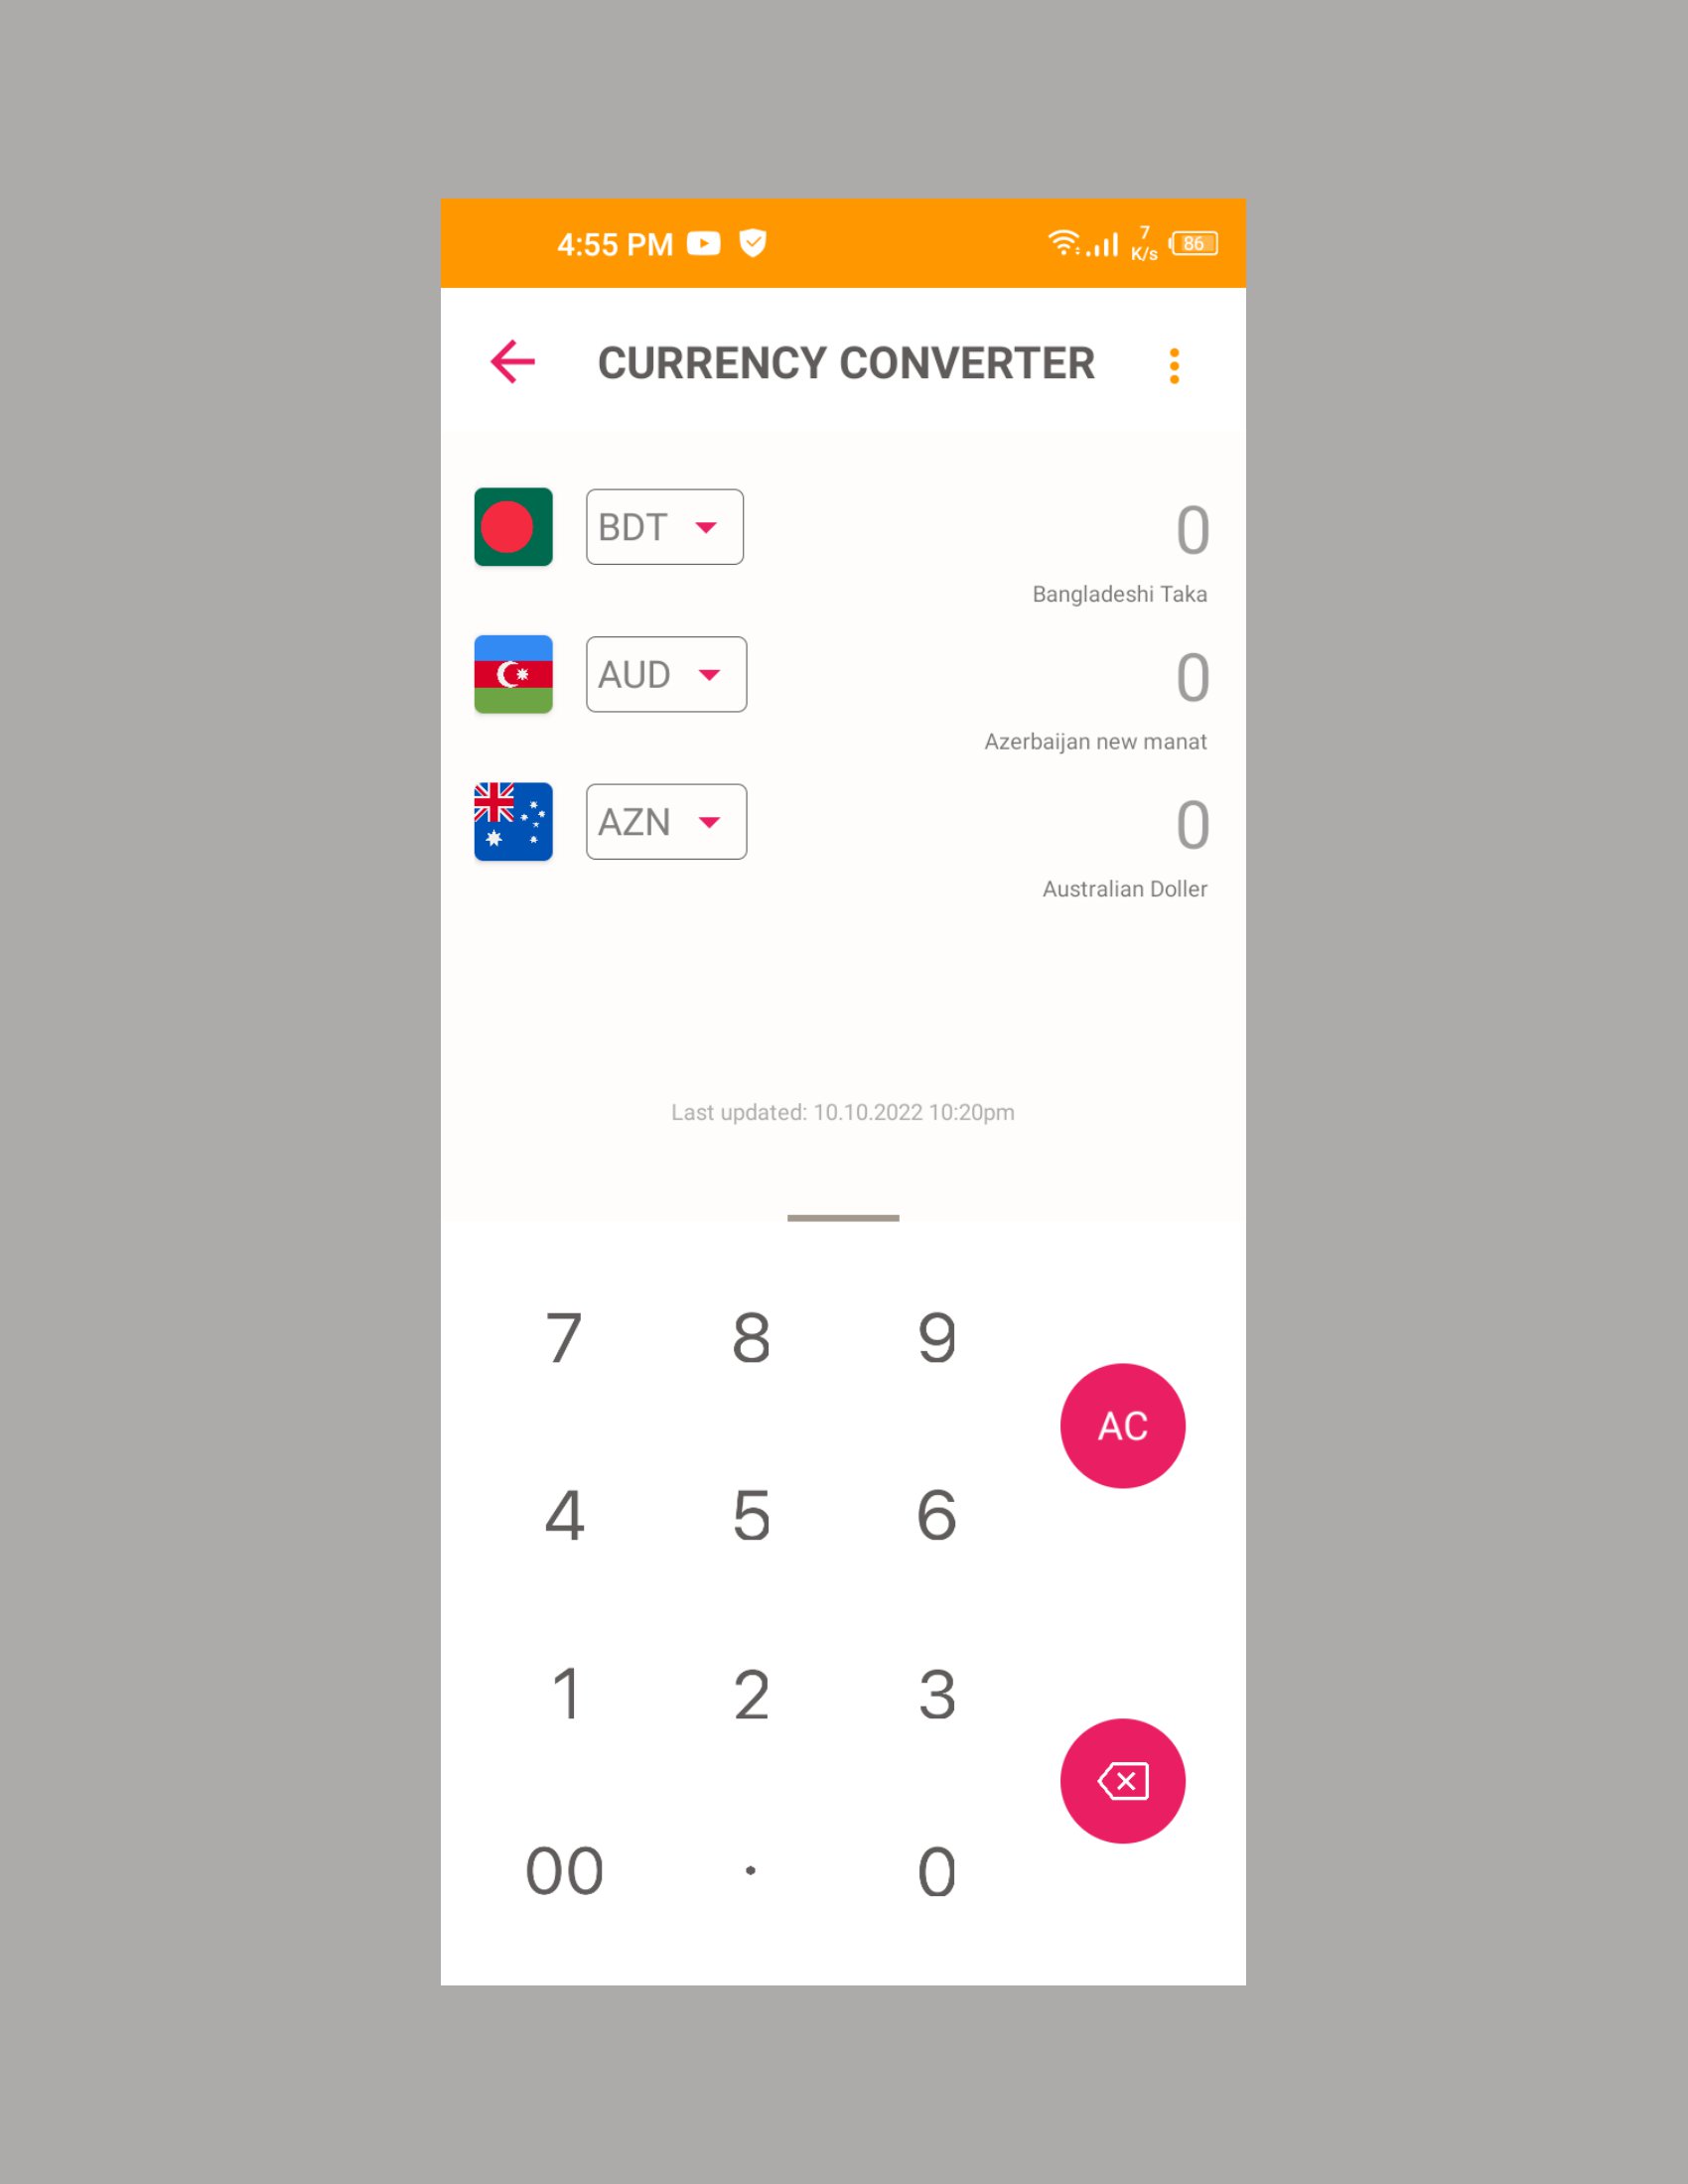 4:55 PM
7
K/s
86
CURRENCY CONVERTER
BDT
0
Bangladeshi Taka
AUD
0
Azerbaijan new manat
AZN
0
Australian Doller
Last updated: 10.10.2022 10:20pm
7 8 9
AC
4 5 6
1 2 3
00 . 0